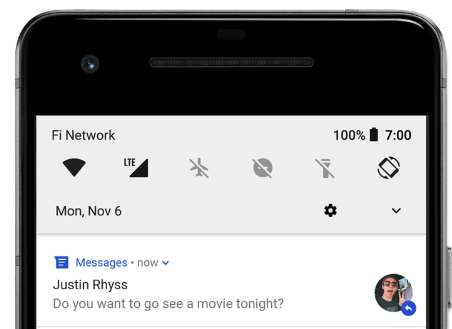 Fi Network 100% 7:00
LTE
Mon, Nov 6
Messages • now
Justin Rhyss
Do you want to go see a movie tonight?